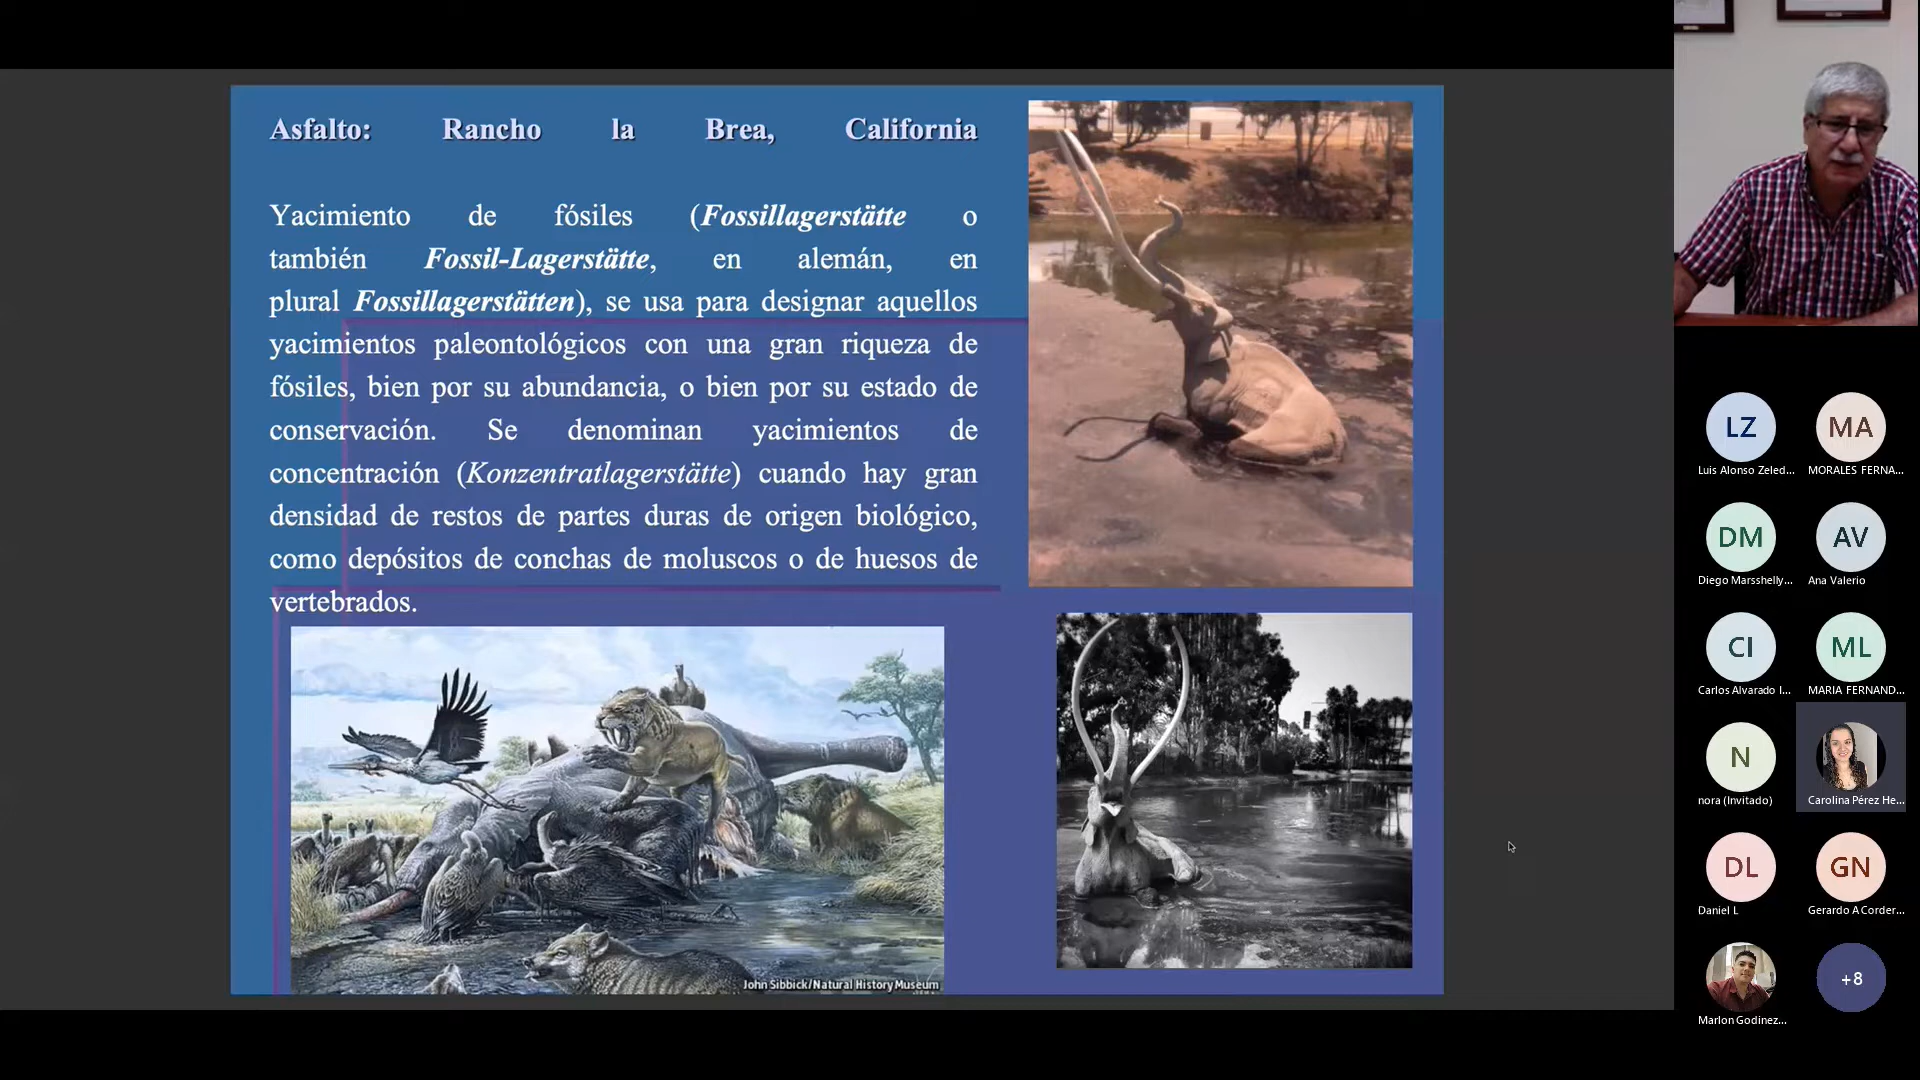 Asfalto: Rancho la Brea, California
Yacimiento de fósiles (Fossillagerstätte o
también Fossil-Lagerstätte, en alemán, en
plural Fossillagerstätten), se usa para designar aquellos
yacimientos paleontológicos con una gran riqueza de
fósiles, bien por su abundancia, o bien por su estado de
conservación. Se denominan yacimientos de
concentración (Konzentratlagerstätte) cuando hay gran
densidad de restos de partes duras de origen biológico,
como depósitos de conchas de moluscos o de huesos de
vertebrados.
John Sibbick/Natural History Museum
LZ
Luis Alonso Zeled...
MA
MORALES FERNA...
DM
Diego Marsshelly...
AV
Ana Valerio
CI
Carlos Alvarado I...
ML
MARIA FERNAND...
N
nora (Invitado)
Carolina Pérez He...
DL
Daniel L
GN
Gerardo A Corder...
Marlon Godinez...
+8